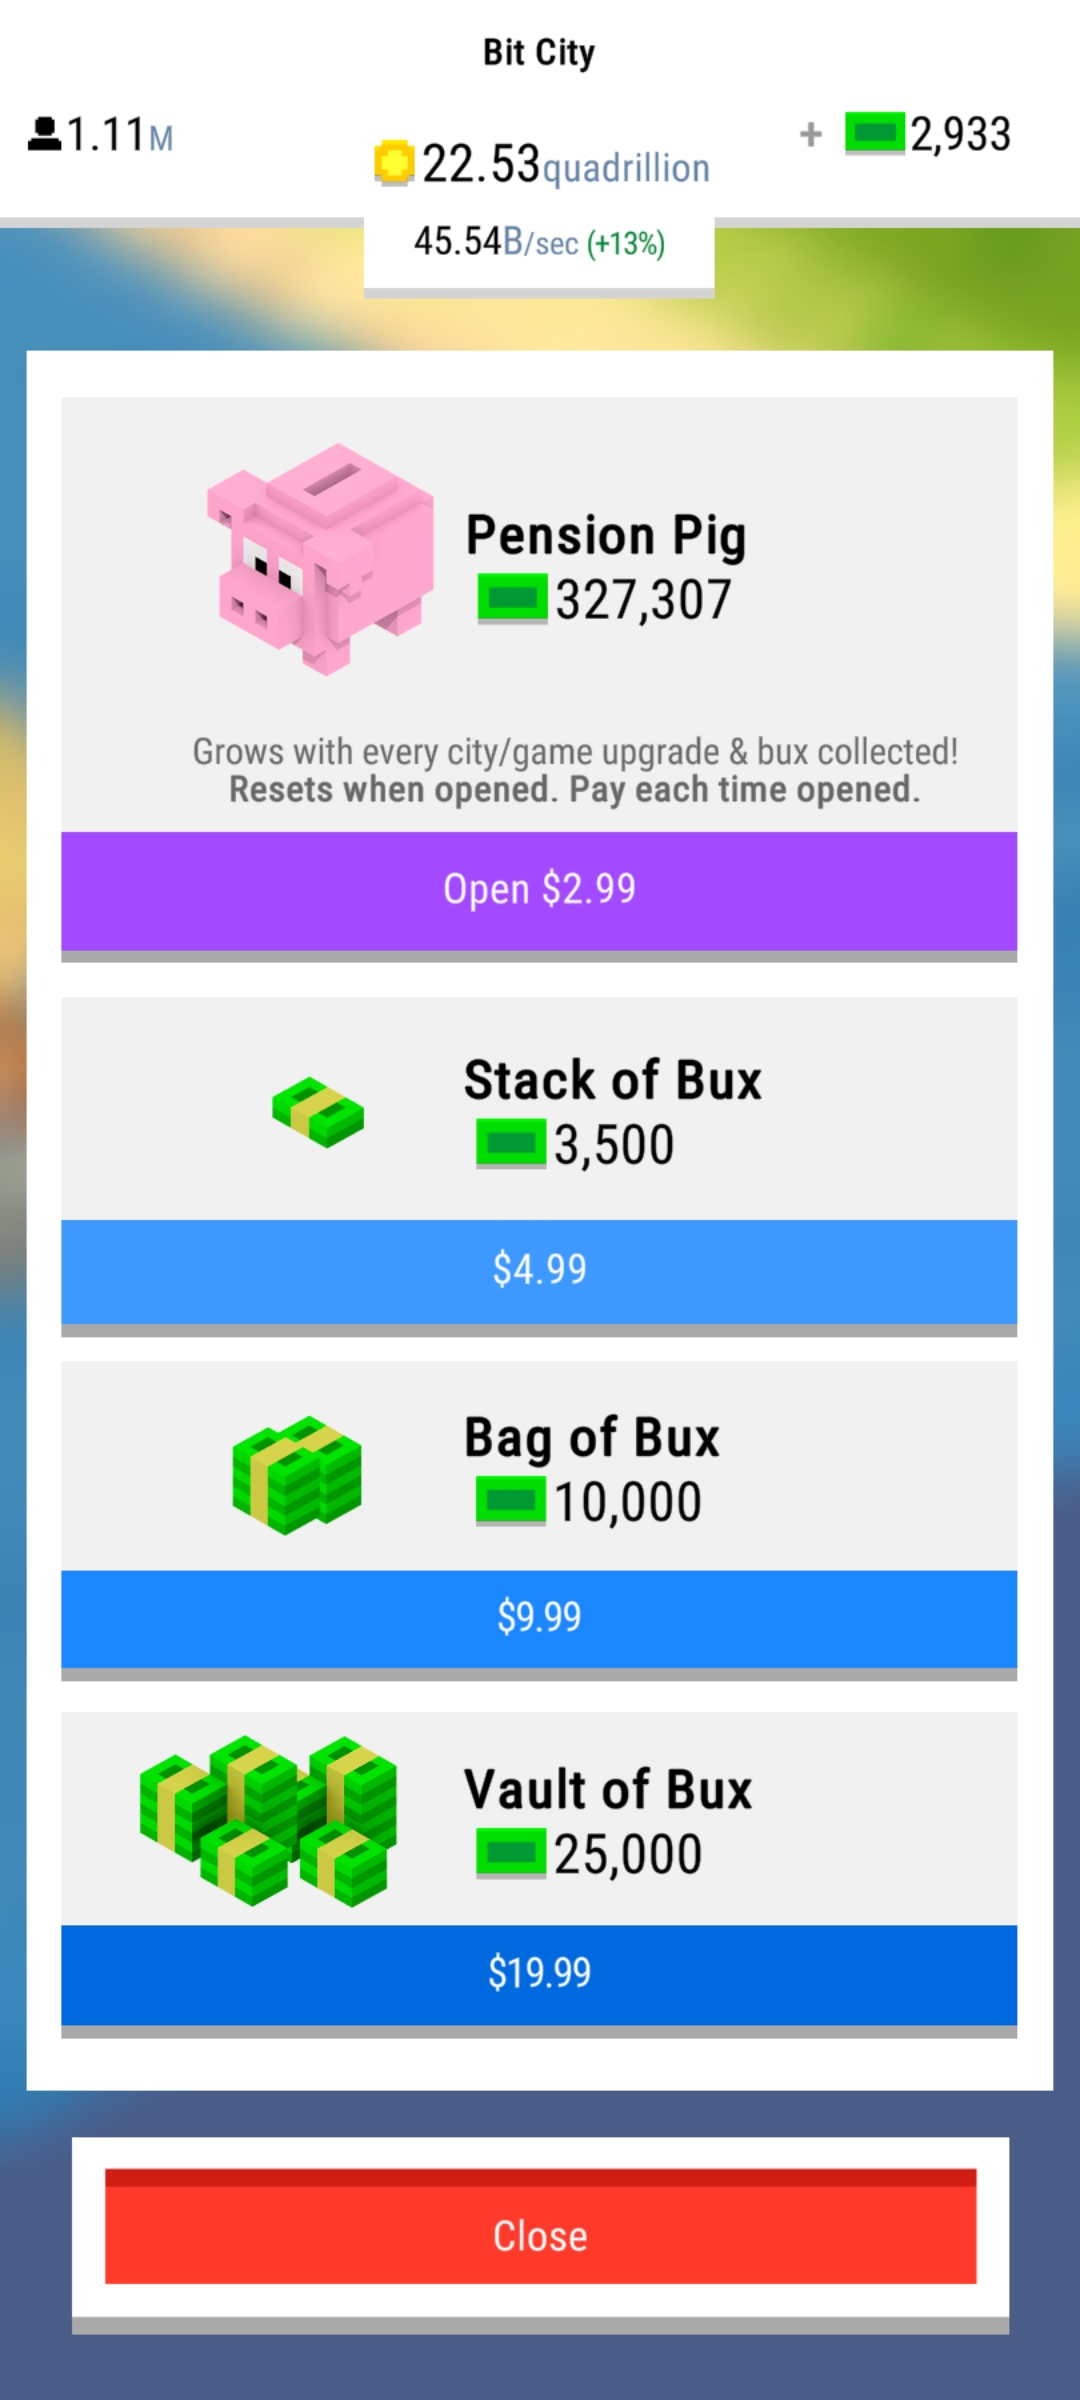 Bit City
1.11M
22.53quadrillion
+ 2,933
45.54B/sec (+13%)
Pension Pig
327,307
Grows with every city/game upgrade & bux collected!
Resets when opened. Pay each time opened.
Open $2.99
Stack of Bux
3,500
$4.99
Bag of Bux
10,000
$9.99
Vault of Bux
25,000
$19.99
Close